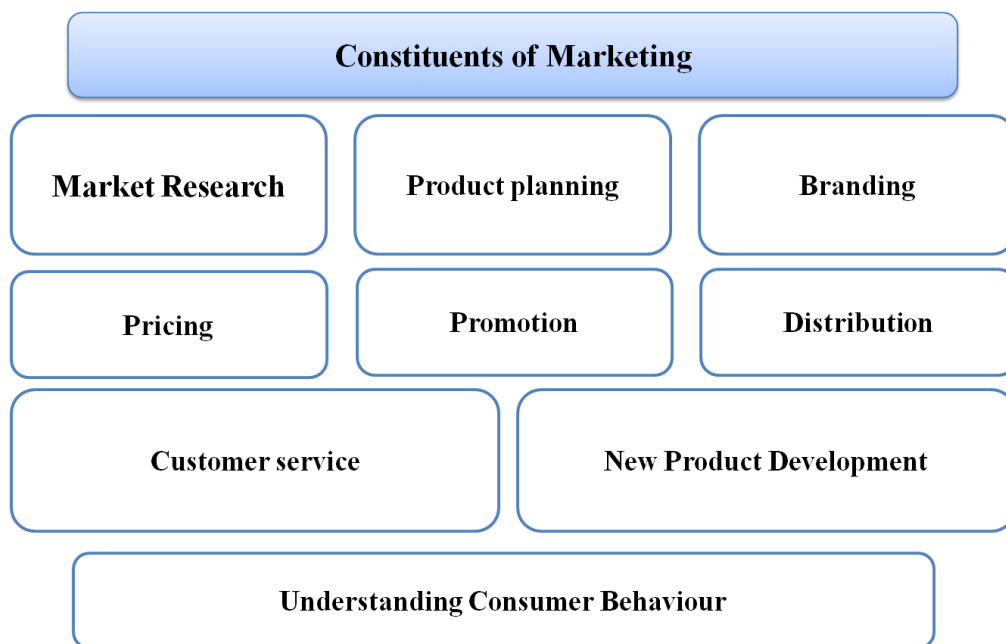 Constituents of Marketing
Market Research
Product planning
Branding
Pricing
Promotion
Distribution
Customer service
New Product Development
Understanding Consumer Behaviour